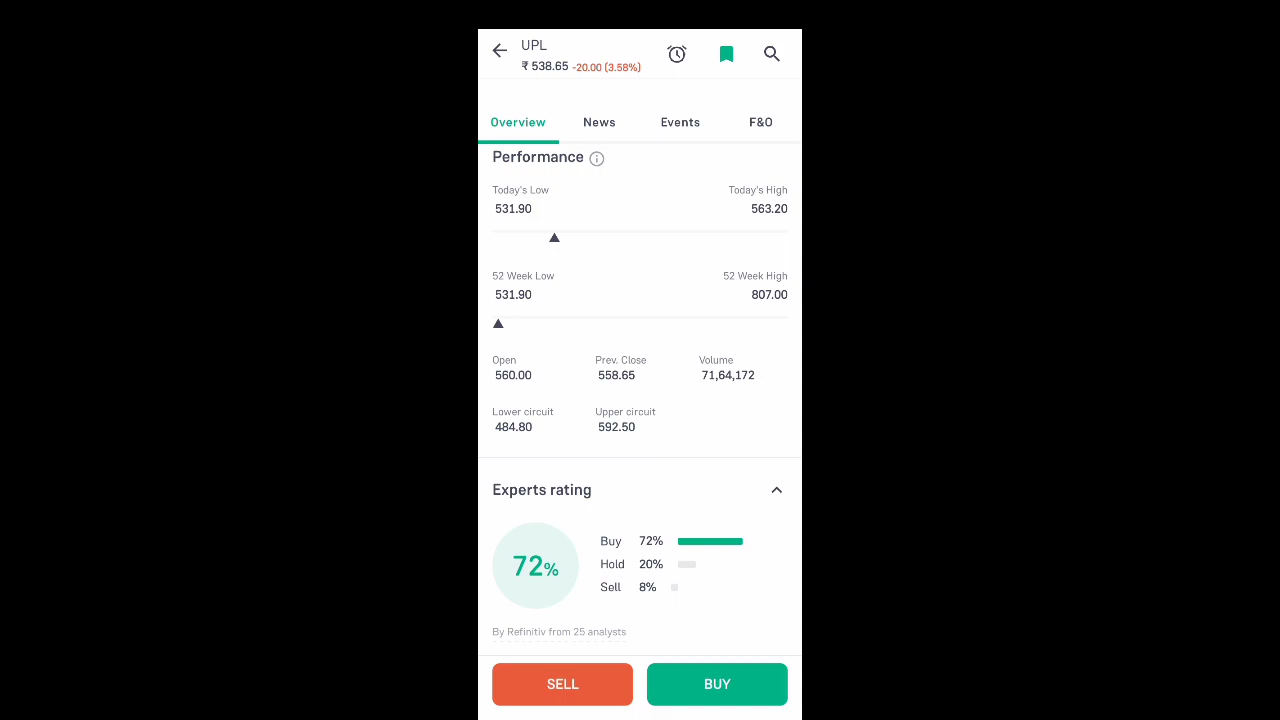 UPL
₹ 538.65 -20.00 (3.58%)
Overview News Events F&O
Performance
Today's Low Today's High
531.90 563.20
52 Week Low 52 Week High
531.90 807.00
Open Prev. Close Volume
560.00 558.65 71,64,172
Lower circuit Upper circuit
484.80 592.50
Experts rating
72%
Buy 72%
Hold 20%
Sell 8%
By Refinitiv from 25 analysts
SELL BUY